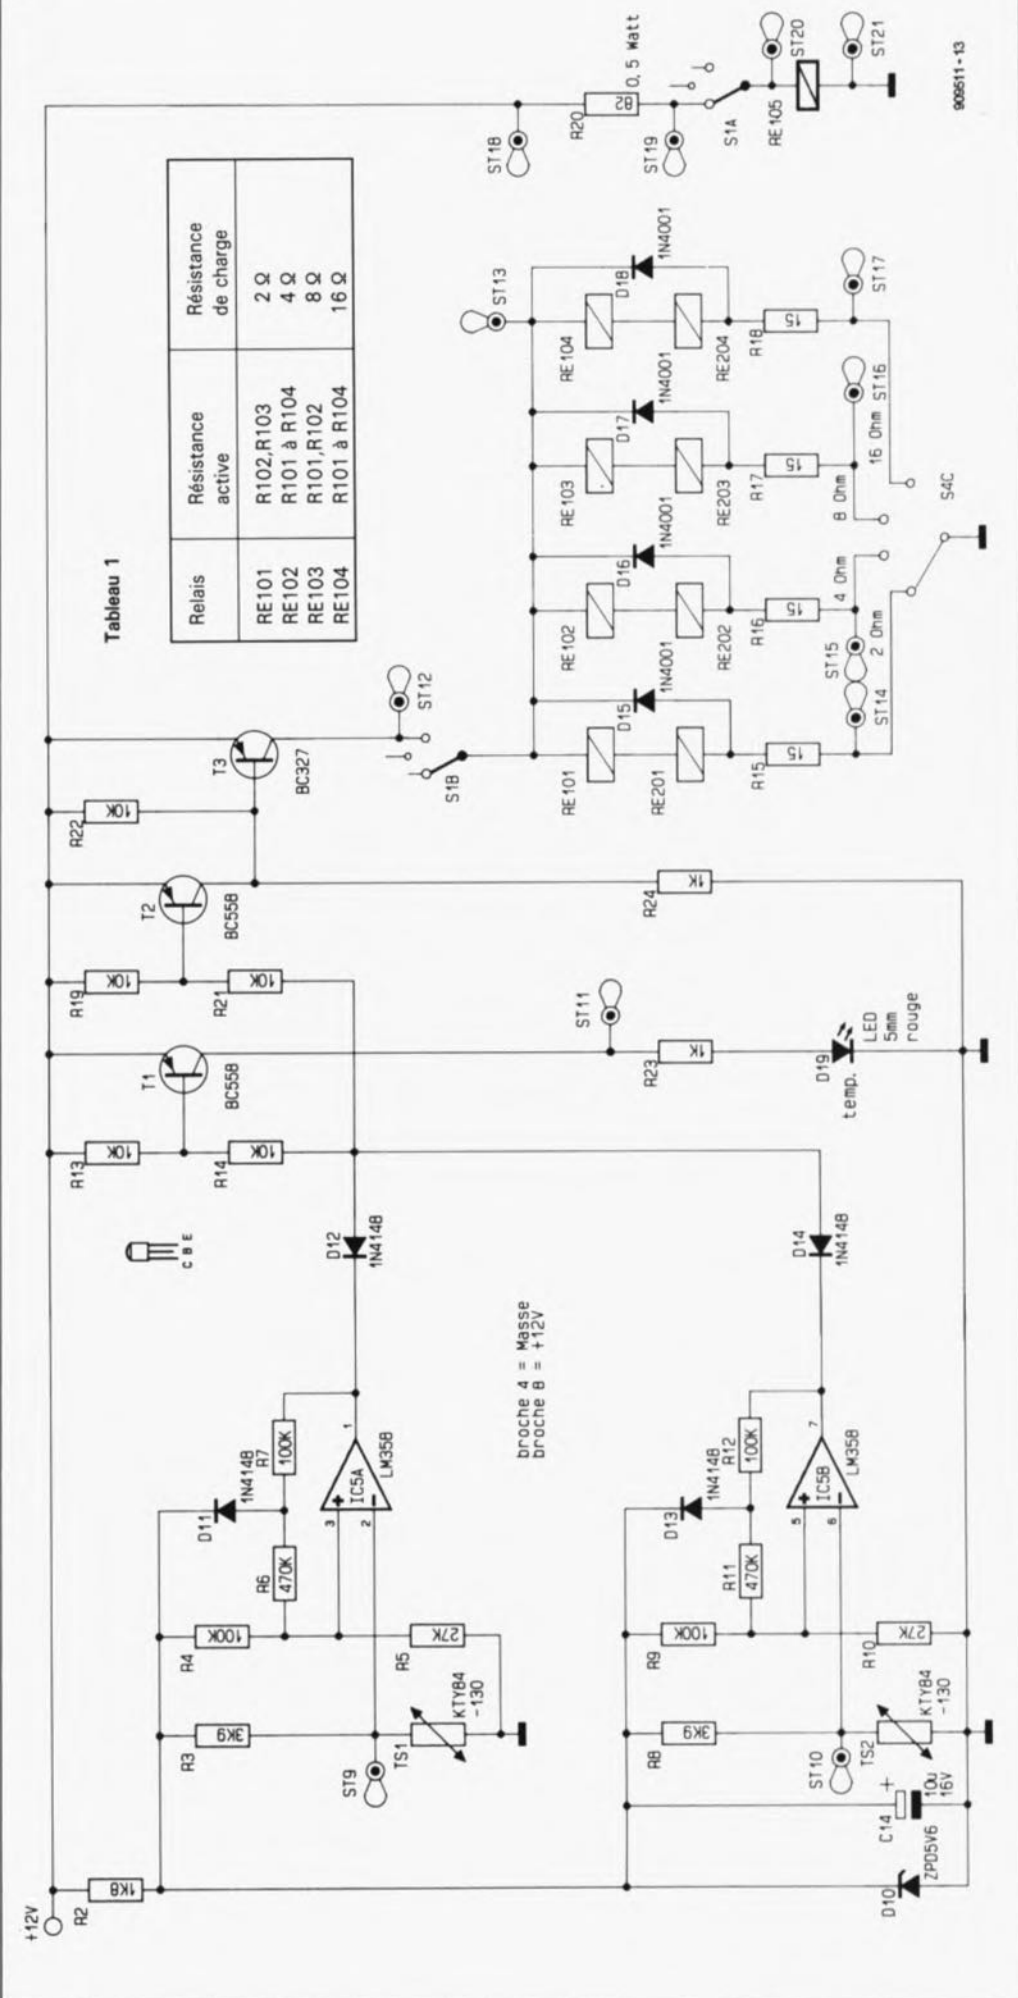 Tableau 1
Relais Résistance active Résistance de charge
RE101 R102,R103 2 Ω
RE102 R101 à R104 4 Ω
RE103 R101,R102 8 Ω
RE104 R101 à R104 16 Ω
+12V
R2
1K8
R3
3K9
R4
100K
R5
27K
R6
470K
R7
100K
D11
1N4148
3
2
1
IC5A
LM358
ST9
TS1
KTY84
-130
D12
1N4148
C B E
R13
10K
R14
10K
T1
BC558
R19
10K
R21
10K
T2
BC558
R22
10K
T3
BC327
ST12
S1B
broche 4 = Masse
broche 8 = +12V
R8
3K9
R9
100K
R10
27K
R11
470K
R12
100K
D13
1N4148
5
6
7
IC5B
LM358
ST10
TS2
KTY84
-130
C14
+
10u
16V
D10
ZPD5V6
D14
1N4148
ST11
R23
1K
D19
temp.
LED
5mm
rouge
R24
1K
RE101
RE201
D15
1N4001
R15
15
RE102
RE202
D16
1N4001
R16
15
RE103
RE203
D17
1N4001
R17
15
RE104
RE204
D18
1N4001
R18
15
ST13
ST14
ST15
ST16
ST17
2 Ohm
4 Ohm
8 Ohm
16 Ohm
S4C
ST18
R20
82
0,5 Watt
ST19
S1A
ST20
RE105
ST21
909511-13